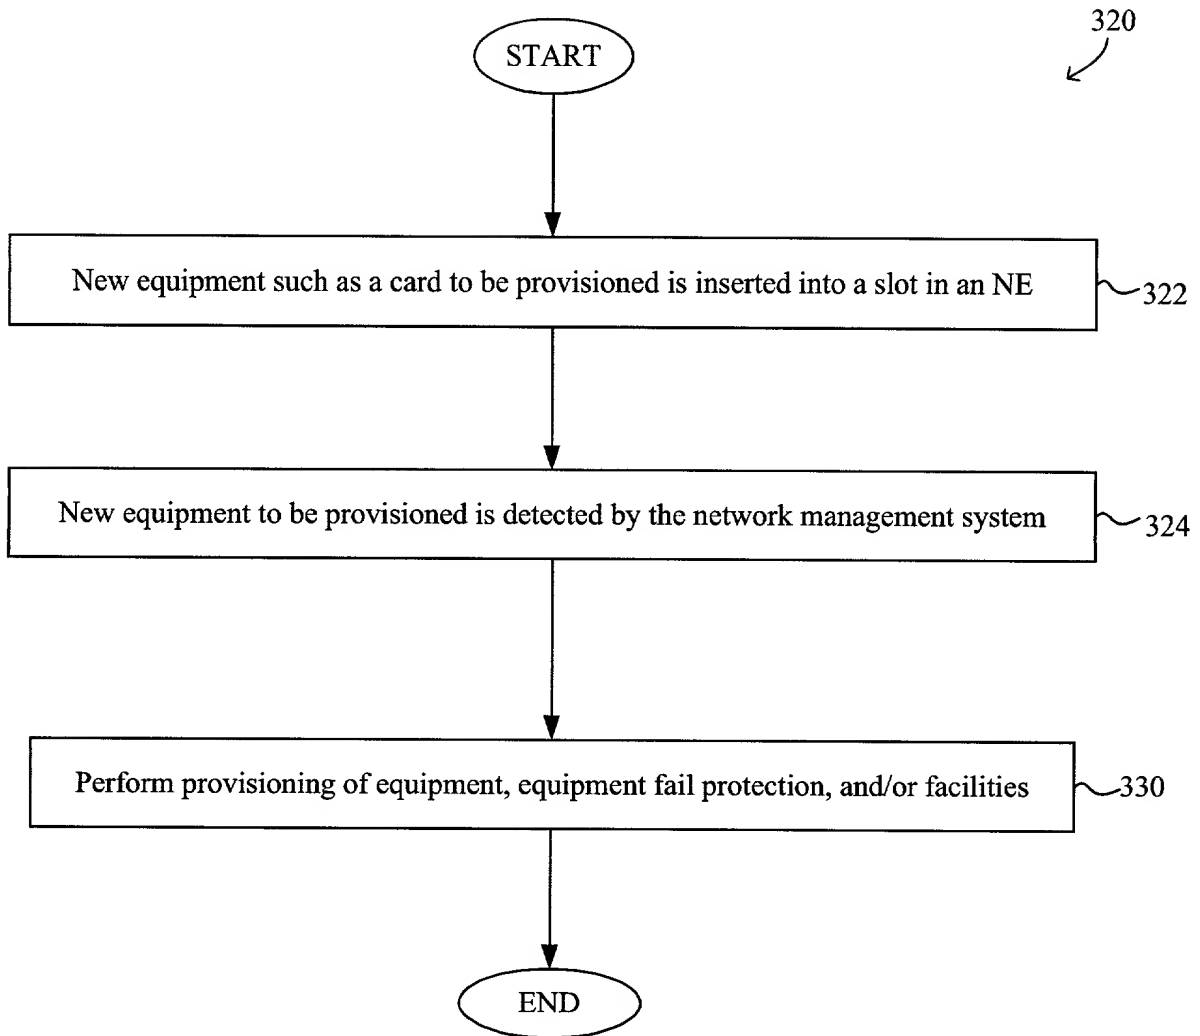 320
START
New equipment such as a card to be provisioned is inserted into a slot in an NE
322
New equipment to be provisioned is detected by the network management system
324
Perform provisioning of equipment, equipment fail protection, and/or facilities
330
END